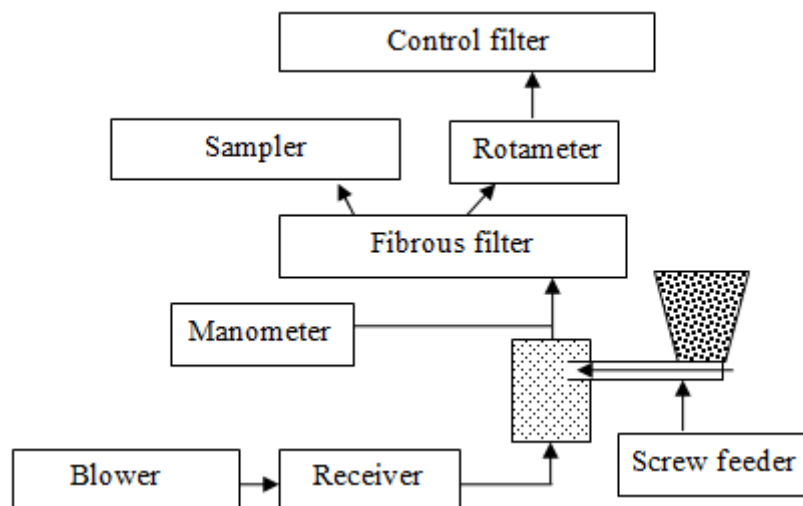 Control filter
Sampler
Rotameter
Fibrous filter
Manometer
Blower
Receiver
Screw feeder